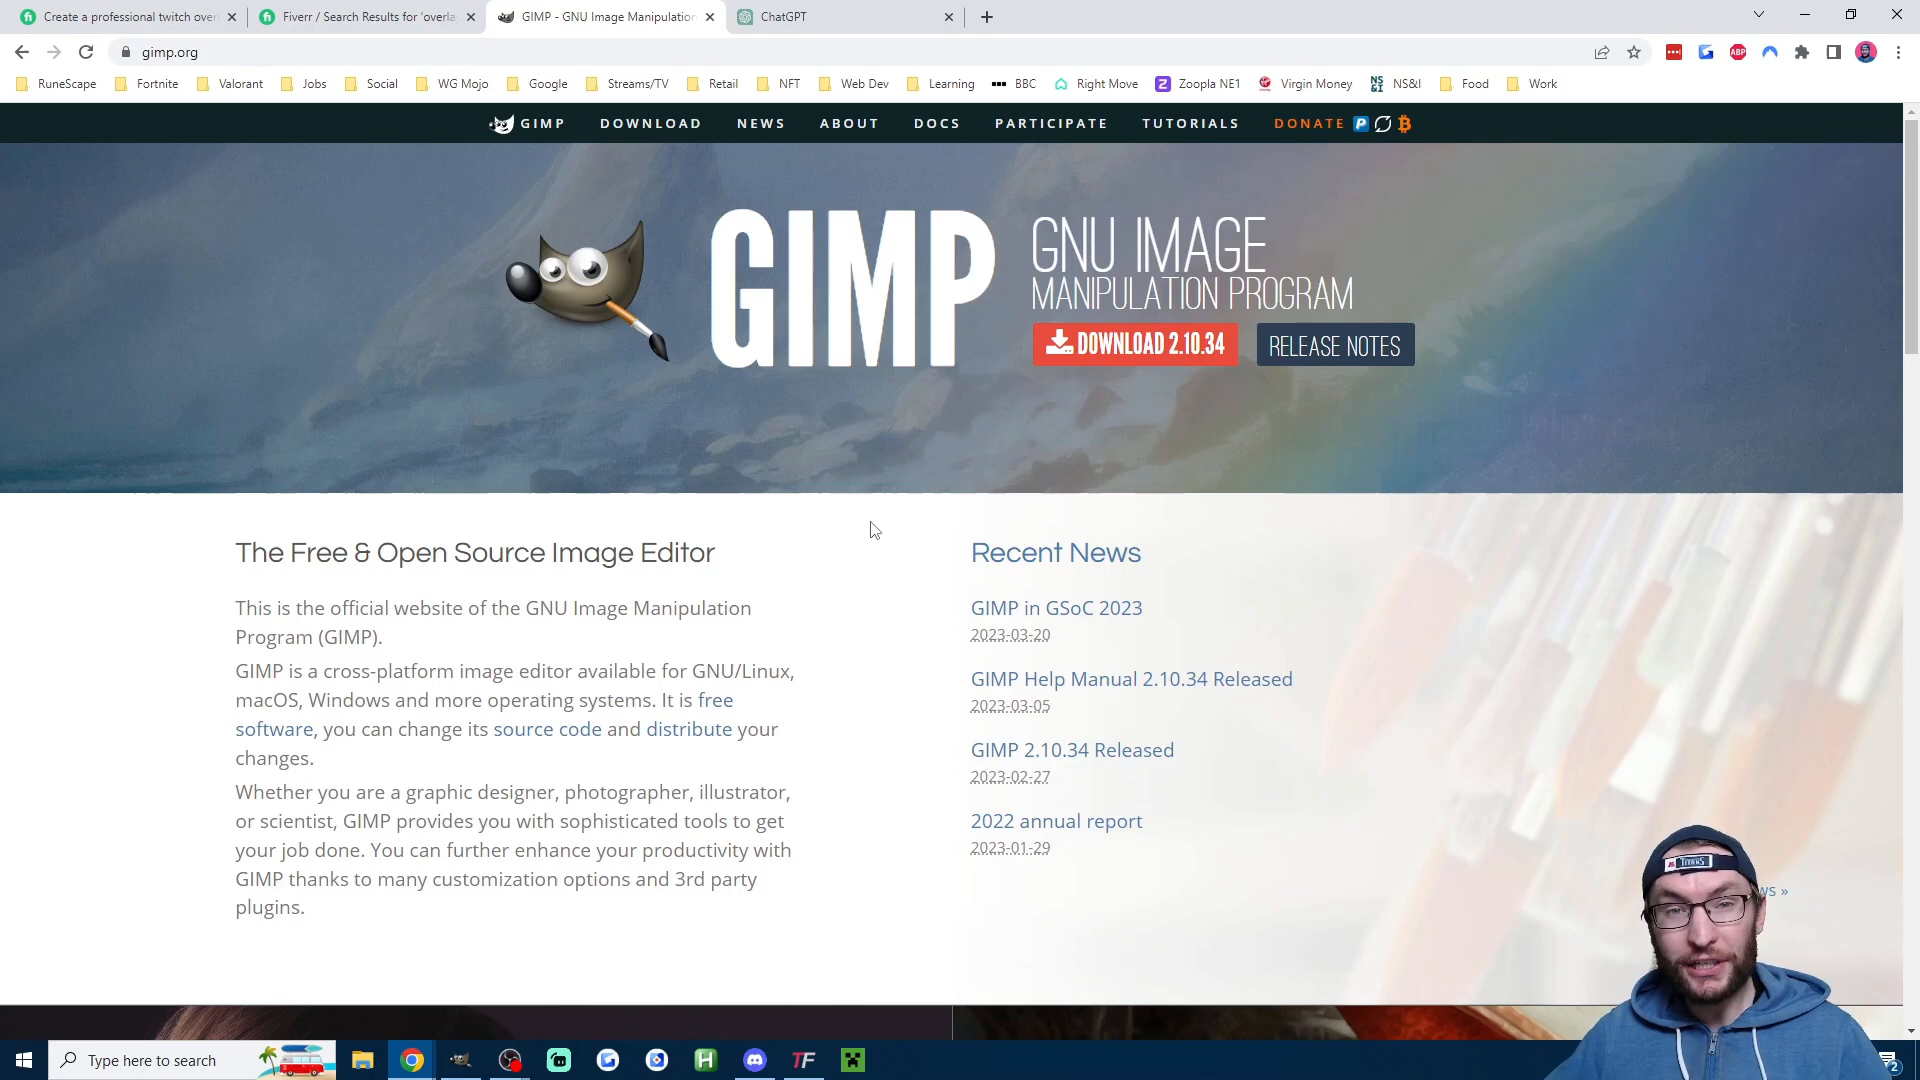 Create a professional twitch over
Fiverr / Search Results for 'overla
GIMP - GNU Image Manipulation
ChatGPT
gimp.org
ABP
RuneScape
Fortnite
Valorant
Jobs
Social
WG Mojo
Google
Streams/TV
Retail
NFT
Web Dev
Learning
BBC
Right Move
Z
Zoopla NE1
Virgin Money
NS&I
NS&I
Food
Work
GIMP
DOWNLOAD
NEWS
ABOUT
DOCS
PARTICIPATE
TUTORIALS
DONATE
GIMP
GNU IMAGE
MANIPULATION PROGRAM
DOWNLOAD 2.10.34
RELEASE NOTES
The Free & Open Source Image Editor
This is the official website of the GNU Image Manipulation
Program (GIMP).
GIMP is a cross-platform image editor available for GNU/Linux,
macOS, Windows and more operating systems. It is free
software, you can change its source code and distribute your
changes.
Whether you are a graphic designer, photographer, illustrator,
or scientist, GIMP provides you with sophisticated tools to get
your job done. You can further enhance your productivity with
GIMP thanks to many customization options and 3rd party
plugins.
Recent News
GIMP in GSoC 2023
2023-03-20
GIMP Help Manual 2.10.34 Released
2023-03-05
GIMP 2.10.34 Released
2023-02-27
2022 annual report
2023-01-29
ws »
Type here to search
H
TF
2